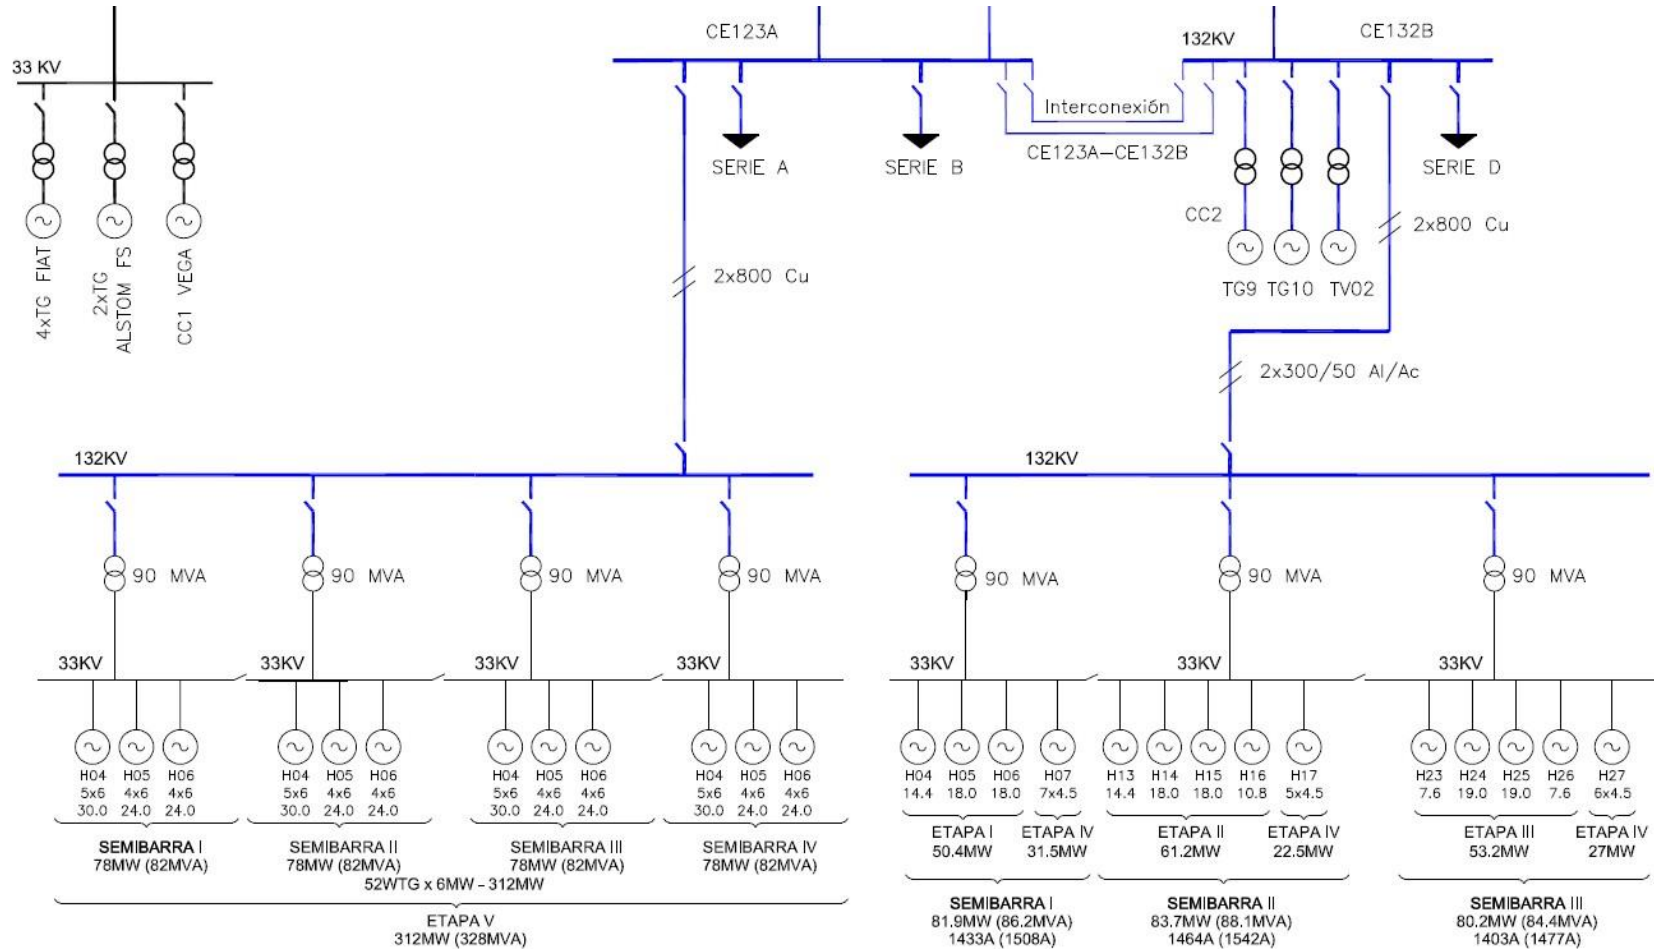 CE123A
132KV
CE132B
33 KV
Interconexión
CE123A-CE132B
SERIE A
SERIE B
SERIE D
CC2
2x800 Cu
TG9 TG10 TV02
4xTG FIAT
2xTG
ALSTOM FS
CC1 VEGA
2x800 Cu
2x300/50 Al/Ac
132KV
132KV
90 MVA
90 MVA
90 MVA
90 MVA
90 MVA
90 MVA
90 MVA
33KV
33KV
33KV
33KV
33KV
33KV
33KV
H04 H05 H06
5x6 4x6 4x6
30.0 24.0 24.0
SEMIBARRA I
78MW (82MVA)
H04 H05 H06
5x6 4x6 4x6
30.0 24.0 24.0
SEMIBARRA II
78MW (82MVA)
H04 H05 H06
5x6 4x6 4x6
30.0 24.0 24.0
SEMIBARRA III
78MW (82MVA)
H04 H05 H06
5x6 4x6 4x6
30.0 24.0 24.0
SEMIBARRA IV
78MW (82MVA)
52WTG x 6MW - 312MW
ETAPA V
312MW (328MVA)
H04 H05 H06 H07
14.4 18.0 18.0 7x4.5
ETAPA I ETAPA IV
50.4MW 31.5MW
SEMIBARRA I
81.9MW (86.2MVA)
1433A (1508A)
H13 H14 H15 H16 H17
14.4 18.0 18.0 10.8 5x4.5
ETAPA II ETAPA IV
61.2MW 22.5MW
SEMIBARRA II
83.7MW (88.1MVA)
1464A (1542A)
H23 H24 H25 H26 H27
7.6 19.0 19.0 7.6 6x4.5
ETAPA III ETAPA IV
53.2MW 27MW
SEMIBARRA III
80.2MW (84.4MVA)
1403A (1477A)